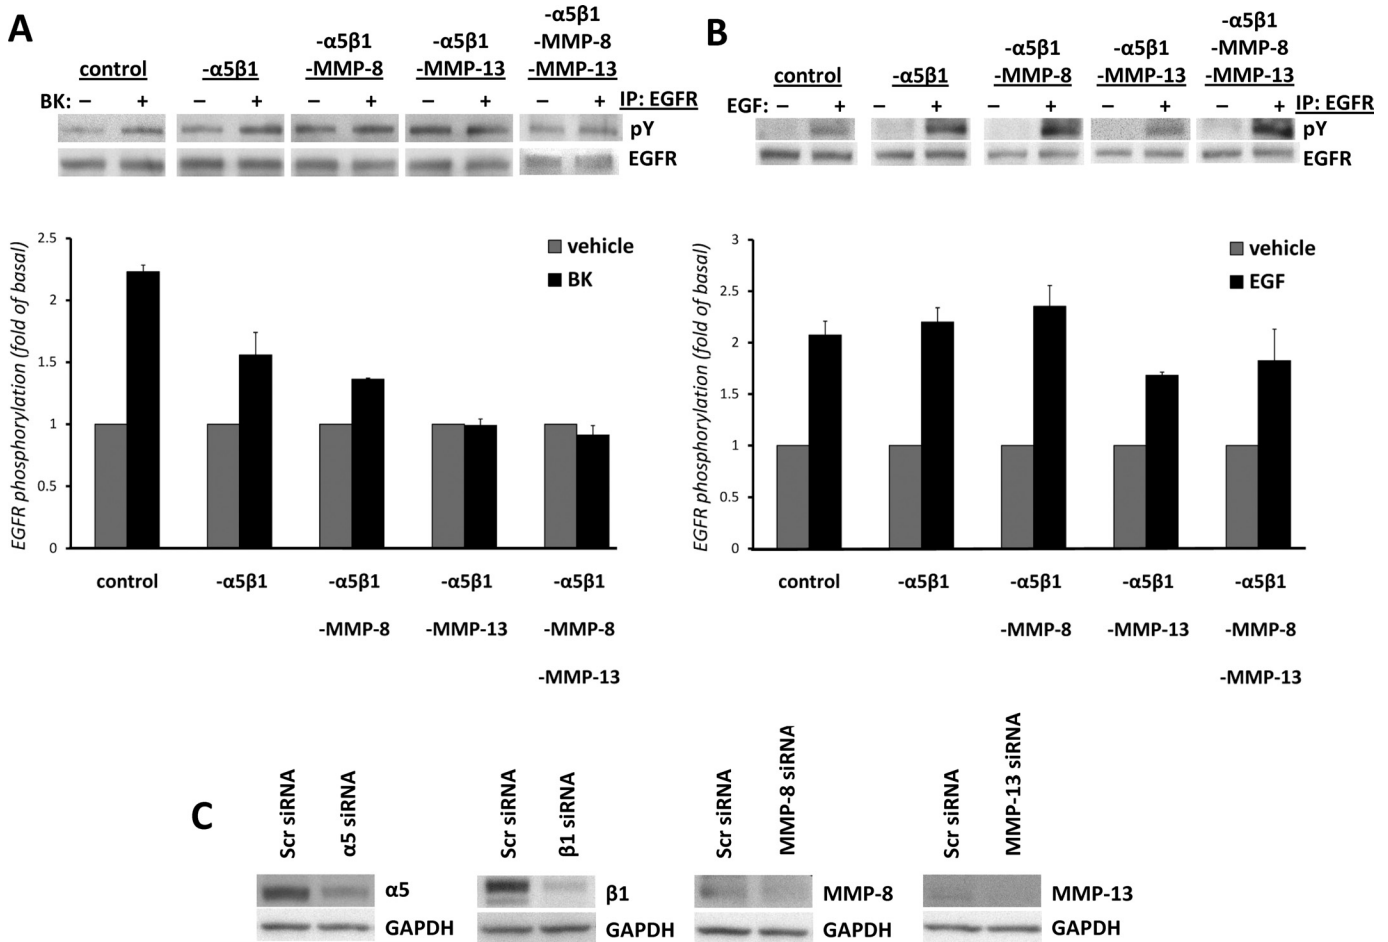 A
control
-α5β1
-α5β1
-MMP-8
-α5β1
-MMP-13
-α5β1
-MMP-8
-MMP-13
BK: – + – + – + – + – + IP: EGFR
pY
EGFR
EGFR phosphorylation (fold of basal)
2.5
2
1.5
1
0.5
0
vehicle
BK
control
-α5β1
-α5β1
-MMP-8
-α5β1
-MMP-13
-α5β1
-MMP-8
-MMP-13
B
control
-α5β1
-α5β1
-MMP-8
-α5β1
-MMP-13
-α5β1
-MMP-8
-MMP-13
EGF: – + – + – + – + – + IP: EGFR
pY
EGFR
EGFR phosphorylation (fold of basal)
3
2.5
2
1.5
1
0.5
0
vehicle
EGF
control
-α5β1
-α5β1
-MMP-8
-α5β1
-MMP-13
-α5β1
-MMP-8
-MMP-13
C
Scr siRNA
α5 siRNA
α5
GAPDH
Scr siRNA
β1 siRNA
β1
GAPDH
Scr siRNA
MMP-8 siRNA
MMP-8
GAPDH
Scr siRNA
MMP-13 siRNA
MMP-13
GAPDH